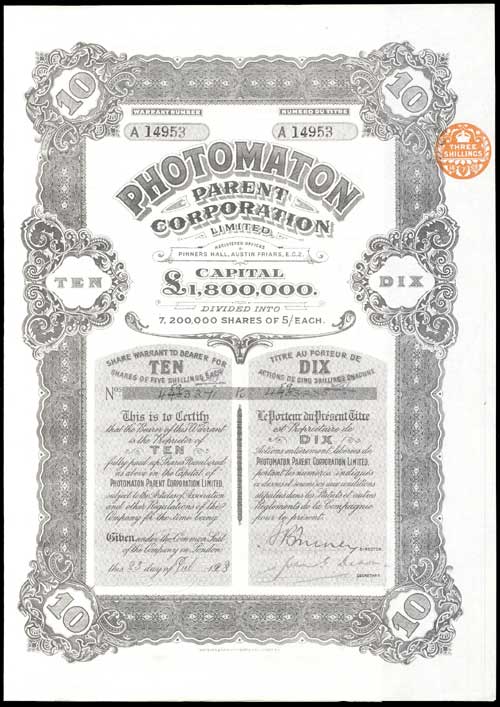 10
10
WARRANT NUMBER
NUMÉRO DU TITRE
A 14953
A 14953
THREE
SHILLINGS
PHOTOMATON
PARENT
CORPORATION
LIMITED
REGISTERED OFFICES
PINNERS HALL, AUSTIN FRIARS, E.C.2.
TEN
DIX
CAPITAL
£1,800,000.
DIVIDED INTO
7,200,000 SHARES OF 5/ EACH.
SHARE WARRANT TO BEARER FOR
TEN
SHARES OF FIVE SHILLINGS EACH
TITRE AU PORTEUR DE
DIX
ACTIONS DE CINQ SHILLINGS CHACUNE
Nos
This is to Certify
that the Bearer of this Warrant
is the Proprietor of
TEN
fully paid up Shares Numbered
as above in the Capital of
PHOTOMATON PARENT CORPORATION LIMITED,
subject to the Articles of Association
and other Regulations of the
Company for the time being.
Given under the Common Seal
of the Company in London
this 23 day of
Le Porteur du Présent Titre
est Propriétaire de
DIX
Actions entièrement libérées de
PHOTOMATON PARENT CORPORATION LIMITED,
portant les numéros indiqués
ci-dessus et soumises aux conditions
stipulées dans les Statuts et autres
Règlements de la Compagnie
pour le présent.
DIRECTOR.
SECRETARY.
10
10